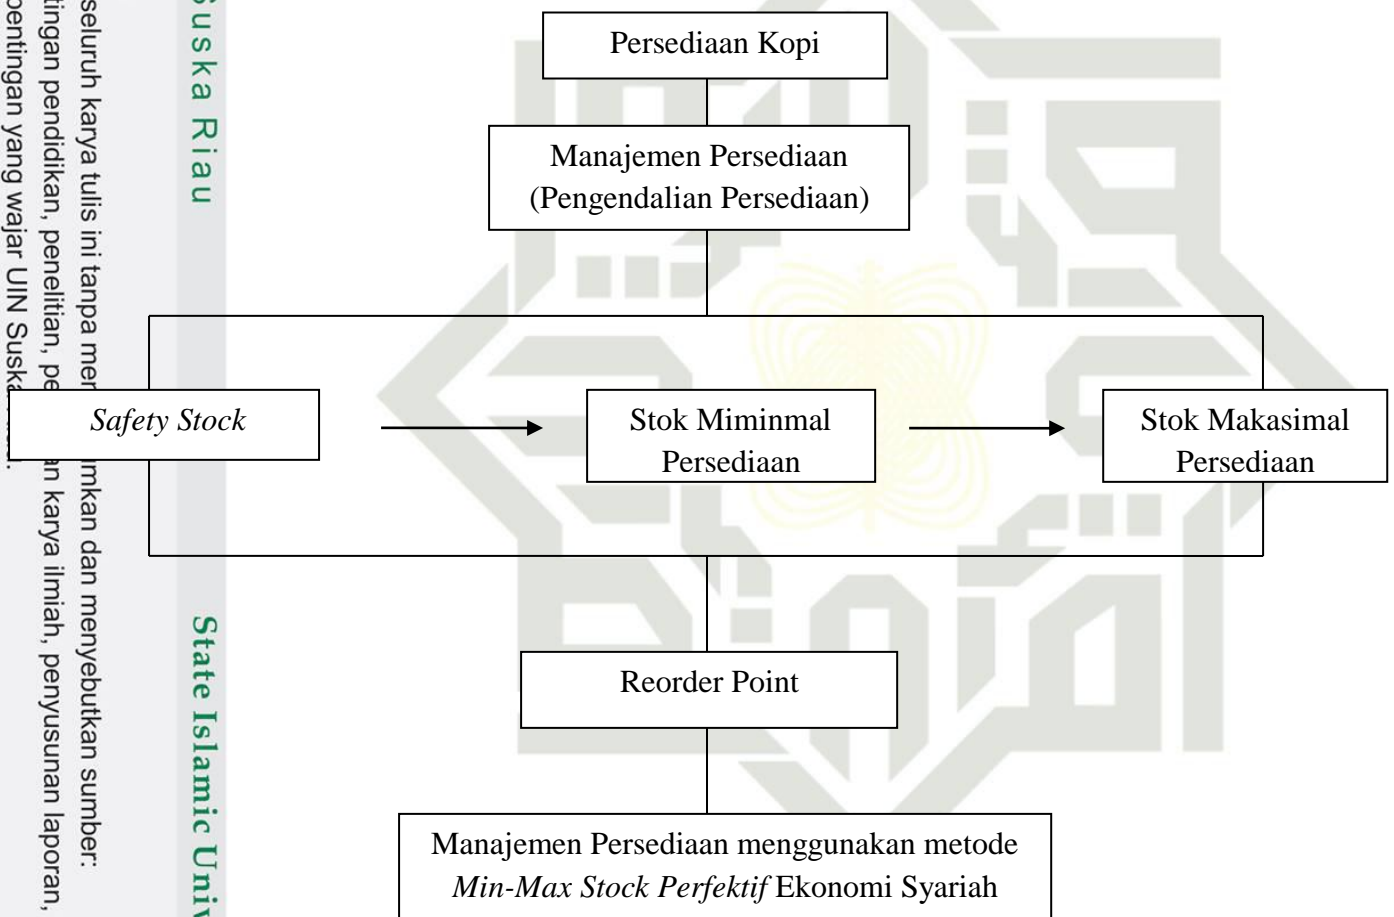 Persediaan Kopi
Manajemen Persediaan
(Pengendalian Persediaan)
Safety Stock
Stok Miminmal
Persediaan
Stok Makasimal
Persediaan
Reorder Point
Manajemen Persediaan menggunakan metode
Min-Max Stock Perfektif Ekonomi Syariah
Suska Riau
State Islamic Univ
seluruh karya tulis ini tanpa men
umkan dan menyebutkan sumber:
tingan pendidikan, penelitian, pe
an karya ilmiah, penyusunan laporan,
pentingan yang wajar UIN Suska